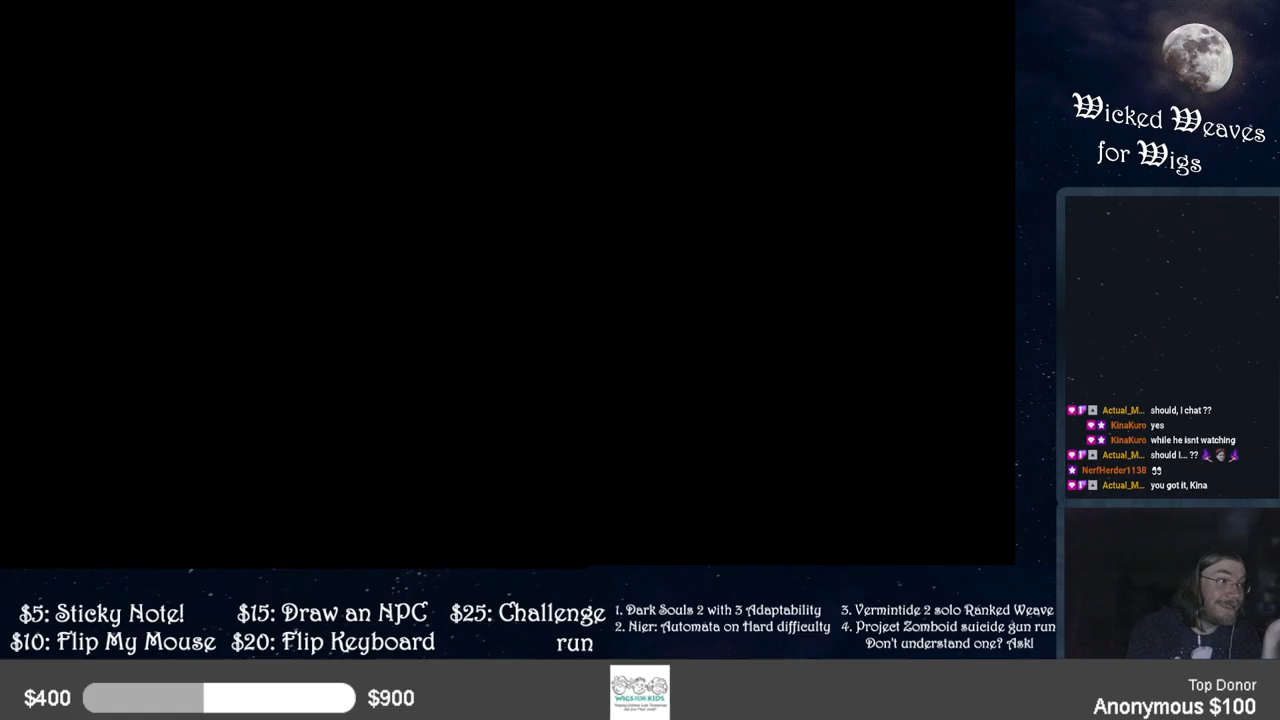 Wicked Weaves
for Wigs
Actual_M... should, I chat ??
KinaKuro yes
KinaKuro while he isnt watching
Actual_M... should I... ??
NerfHerder1138
Actual_M... you got it, Kina
$5: Sticky Note!
$15: Draw an NPC
$25: Challenge
run
$10: Flip My Mouse
$20: Flip Keyboard
1. Dark Souls 2 with 3 Adaptability
2. Nier: Automata on Hard difficulty
3. Vermintide 2 solo Ranked Weave
4. Project Zomboid suicide gun run
Don't understand one? Ask!
$400
$900
WIGS FOR KIDS
Top Donor
Anonymous $100